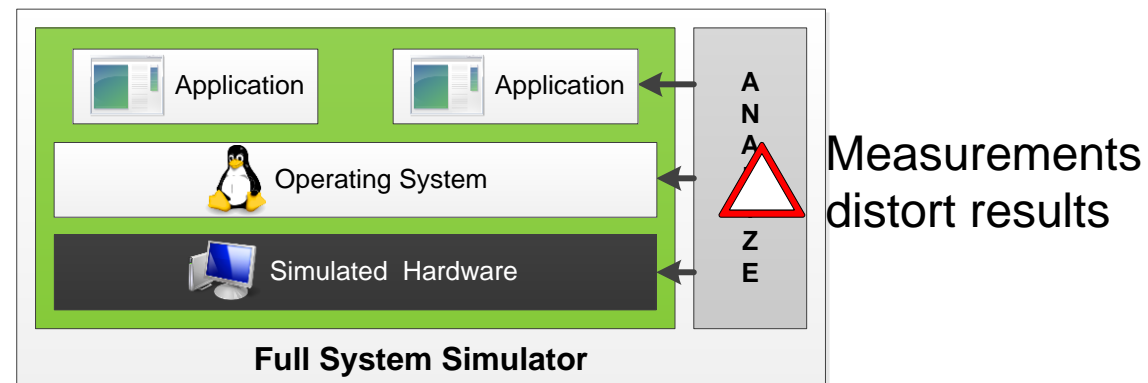 Application
Application
Operating System
Simulated Hardware
Full System Simulator
A
N
A
Z
E
Measurements
distort results